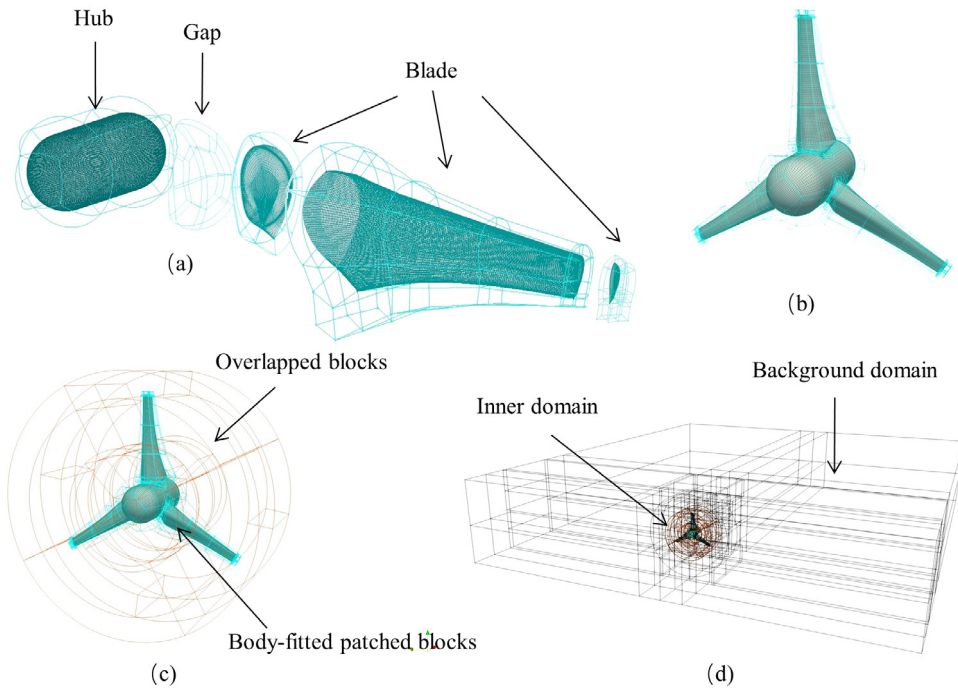 Hub
Gap
Blade
(a)
(b)
Overlapped blocks
Body-fitted patched blocks
(c)
Background domain
Inner domain
(d)